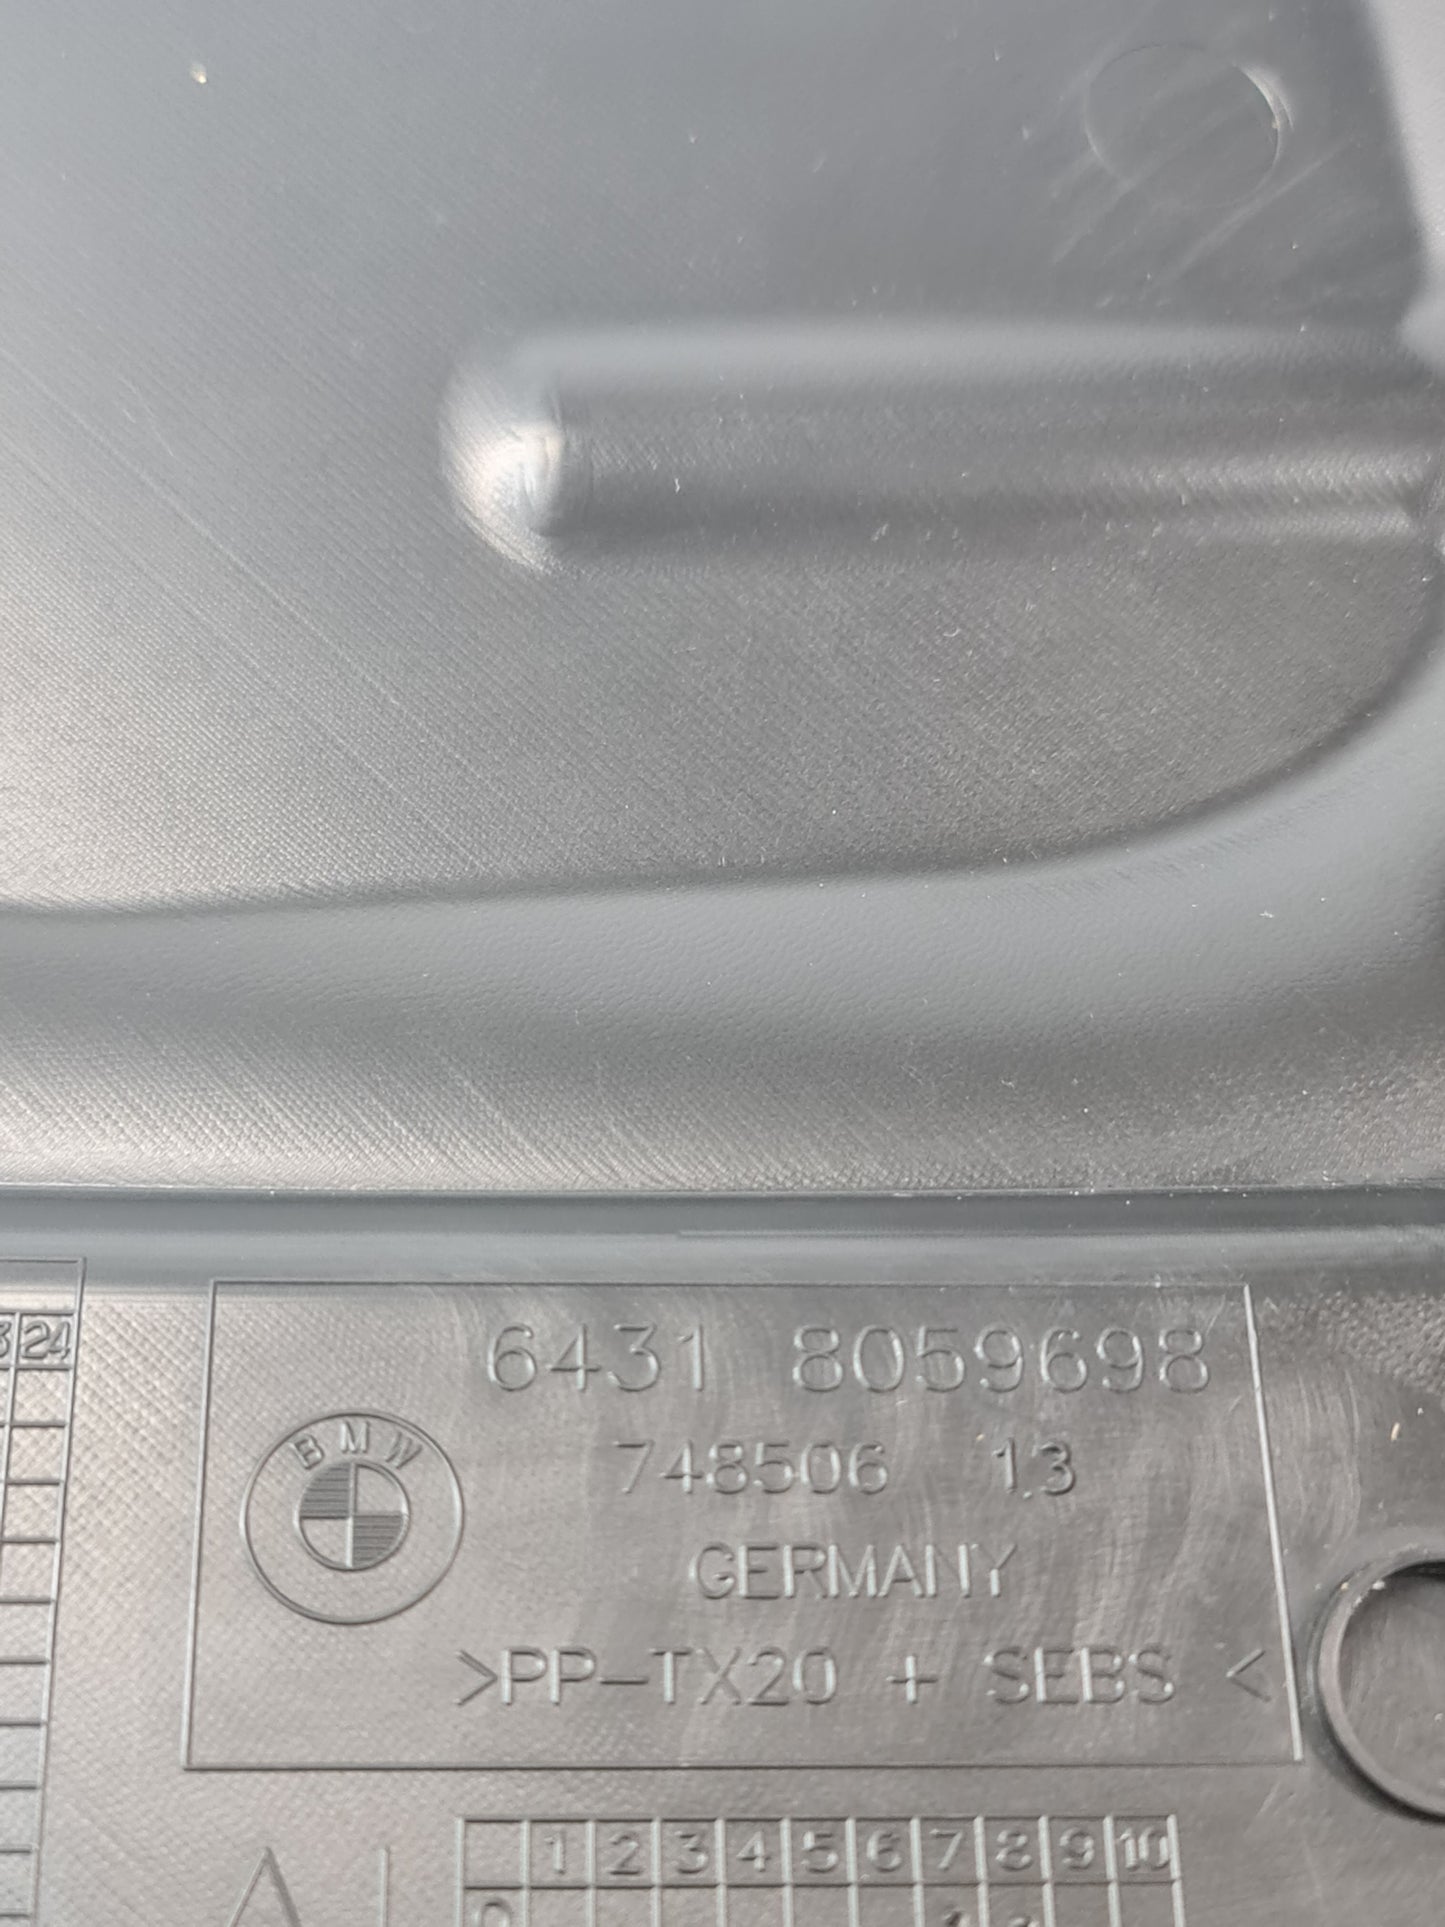 24
6431 8059698
BMW
748506 13
GERMANY
>PP-TX20 + SEBS <
1 2 3 4 5 6 7 8 9 10